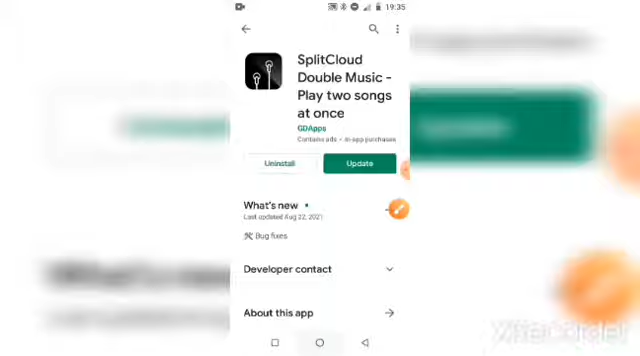 19:35
SplitCloud
Double Music -
Play two songs
at once
GDApps
Contains ads • In-app purchases
Uninstall
Update
What's new •
Last updated Aug 22, 2021
Bug fixes
Developer contact
About this app